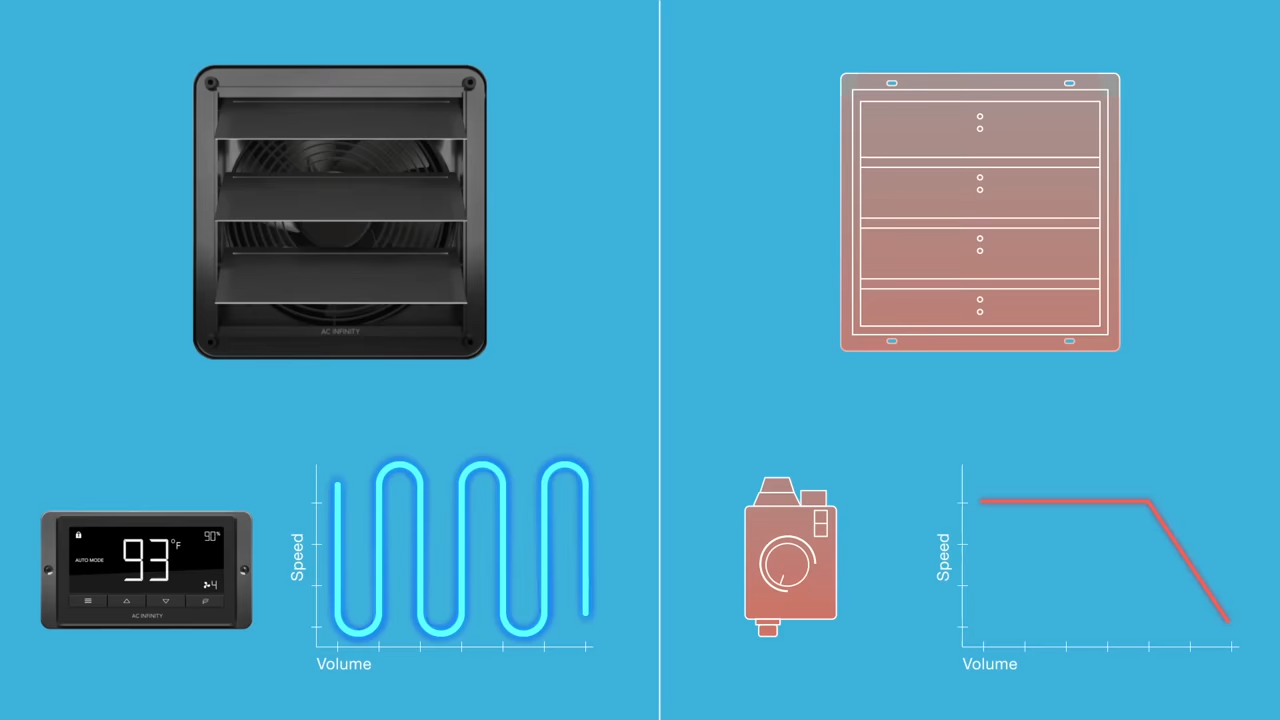 AC INFINITY
90%
AUTO MODE
93 °F
4
AC INFINITY
Speed
Volume
Speed
Volume